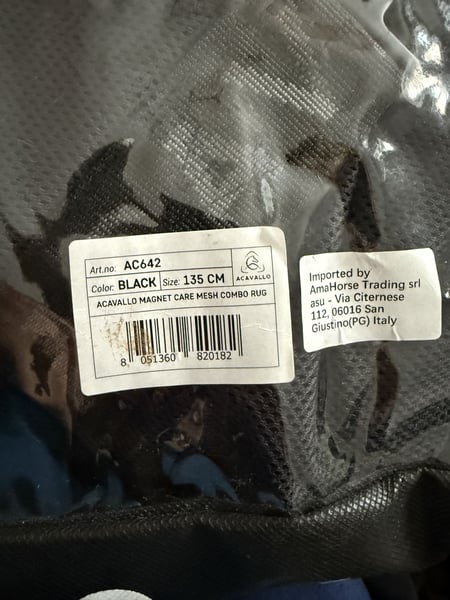 Art.no: AC642
Color: BLACK Size: 135 CM
ACAVALLO
ACAVALLO MAGNET CARE MESH COMBO RUG
8 051360 820182
Imported by
AmaHorse Trading srl
asu - Via Citernese
112, 06016 San
Giustino(PG) Italy